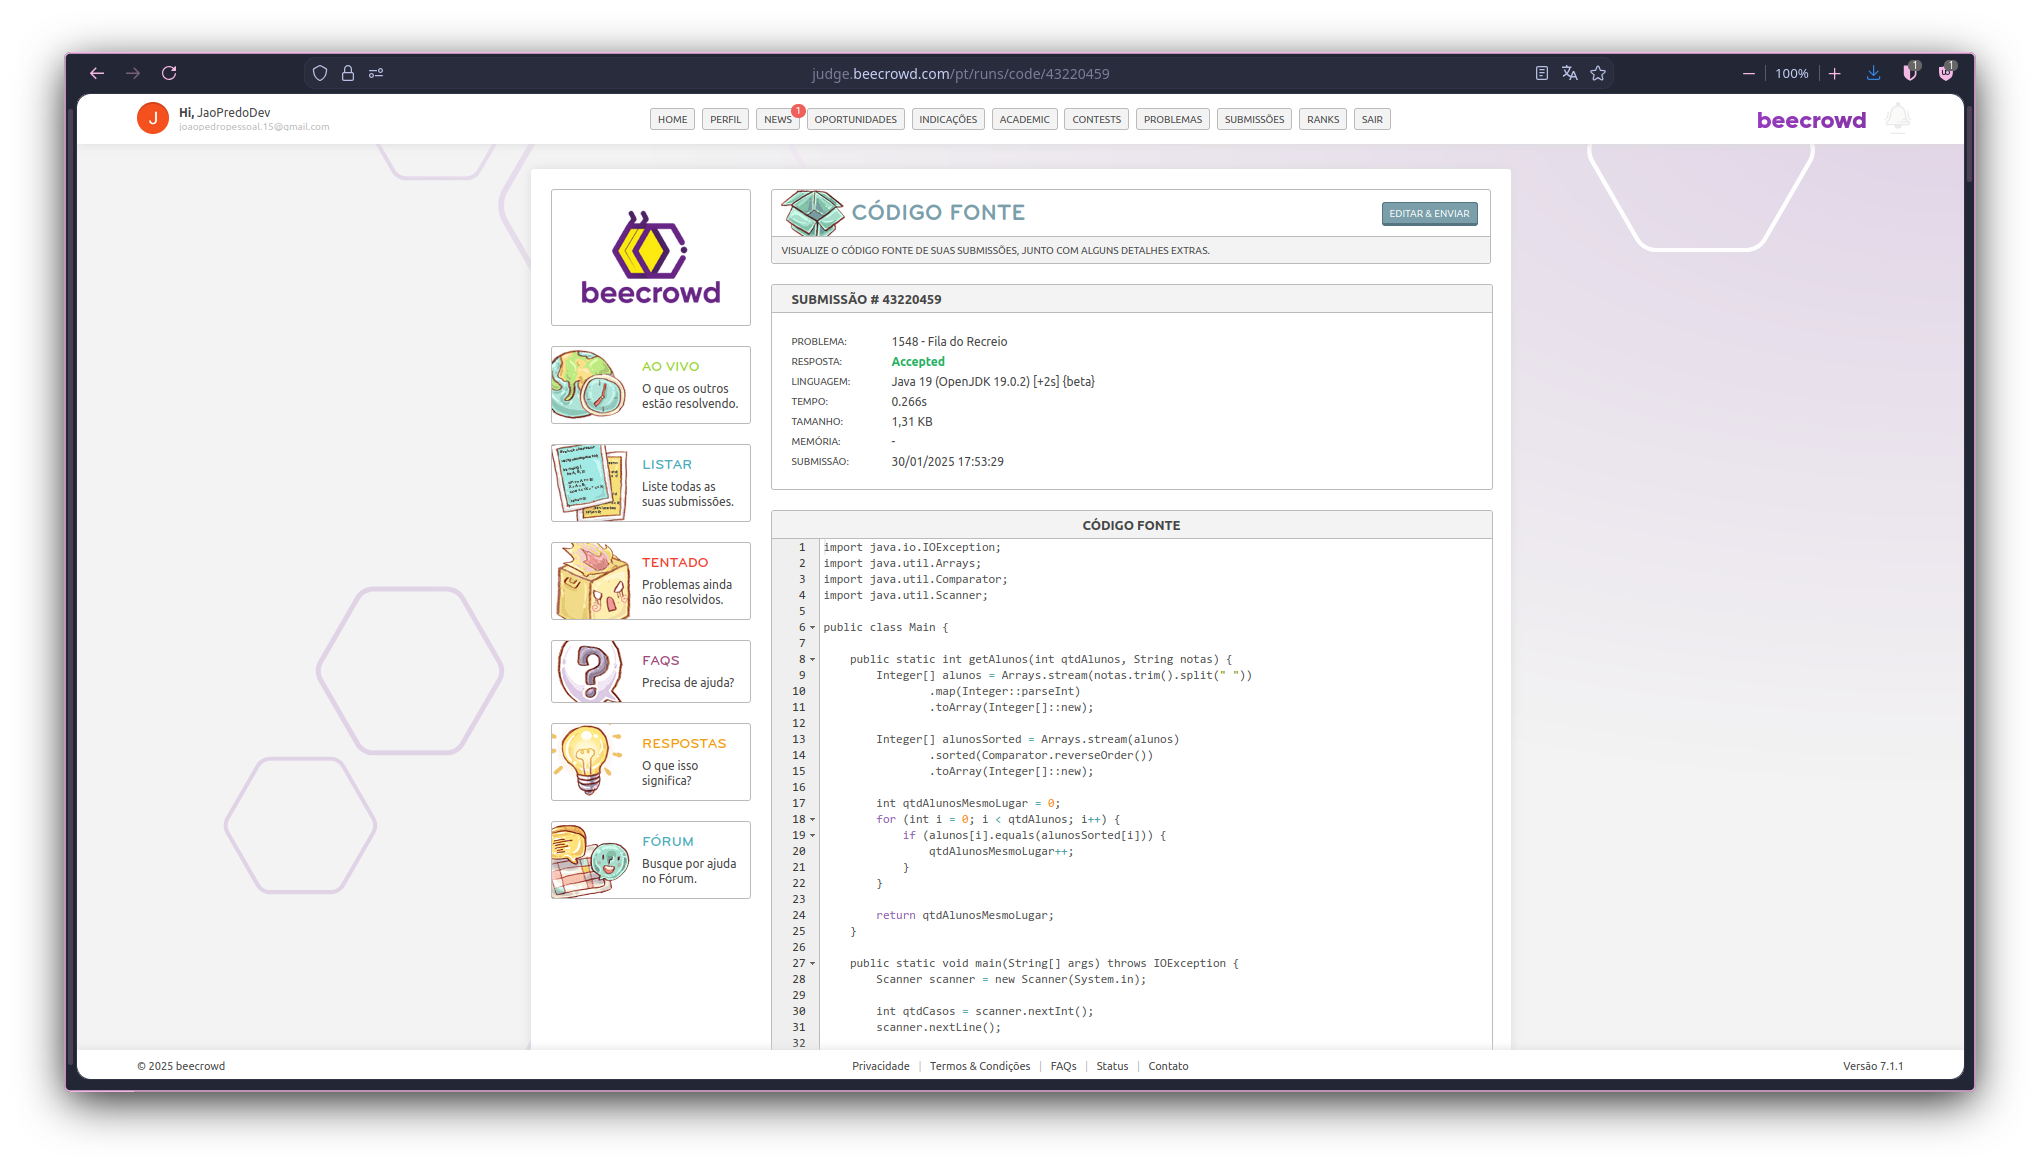 judge.beecrowd.com/pt/runs/code/43220459
100%
1
1
J
Hi, JaoPredoDev
joaopedropessoal.15@gmail.com
HOME
PERFIL
NEWS
1
OPORTUNIDADES
INDICAÇÕES
ACADEMIC
CONTESTS
PROBLEMAS
SUBMISSÕES
RANKS
SAIR
beecrowd
beecrowd
AO VIVO
O que os outros
estão resolvendo.
LISTAR
Liste todas as
suas submissões.
TENTADO
Problemas ainda
não resolvidos.
FAQS
Precisa de ajuda?
RESPOSTAS
O que isso
significa?
FÓRUM
Busque por ajuda
no Fórum.
CÓDIGO FONTE
EDITAR & ENVIAR
VISUALIZE O CÓDIGO FONTE DE SUAS SUBMISSÕES, JUNTO COM ALGUNS DETALHES EXTRAS.
SUBMISSÃO # 43220459
PROBLEMA: 1548 - Fila do Recreio
RESPOSTA: Accepted
LINGUAGEM: Java 19 (OpenJDK 19.0.2) [+2s] {beta}
TEMPO: 0.266s
TAMANHO: 1,31 KB
MEMÓRIA: -
SUBMISSÃO: 30/01/2025 17:53:29
CÓDIGO FONTE
1 import java.io.IOException;
2 import java.util.Arrays;
3 import java.util.Comparator;
4 import java.util.Scanner;
5
6 public class Main {
7
8     public static int getAlunos(int qtdAlunos, String notas) {
9         Integer[] alunos = Arrays.stream(notas.trim().split(" "))
10                 .map(Integer::parseInt)
11                 .toArray(Integer[]::new);
12
13         Integer[] alunosSorted = Arrays.stream(alunos)
14                 .sorted(Comparator.reverseOrder())
15                 .toArray(Integer[]::new);
16
17         int qtdAlunosMesmoLugar = 0;
18         for (int i = 0; i < qtdAlunos; i++) {
19             if (alunos[i].equals(alunosSorted[i])) {
20                 qtdAlunosMesmoLugar++;
21             }
22         }
23
24         return qtdAlunosMesmoLugar;
25     }
26
27     public static void main(String[] args) throws IOException {
28         Scanner scanner = new Scanner(System.in);
29
30         int qtdCasos = scanner.nextInt();
31         scanner.nextLine();
32
© 2025 beecrowd
Privacidade | Termos & Condições | FAQs | Status | Contato
Versão 7.1.1